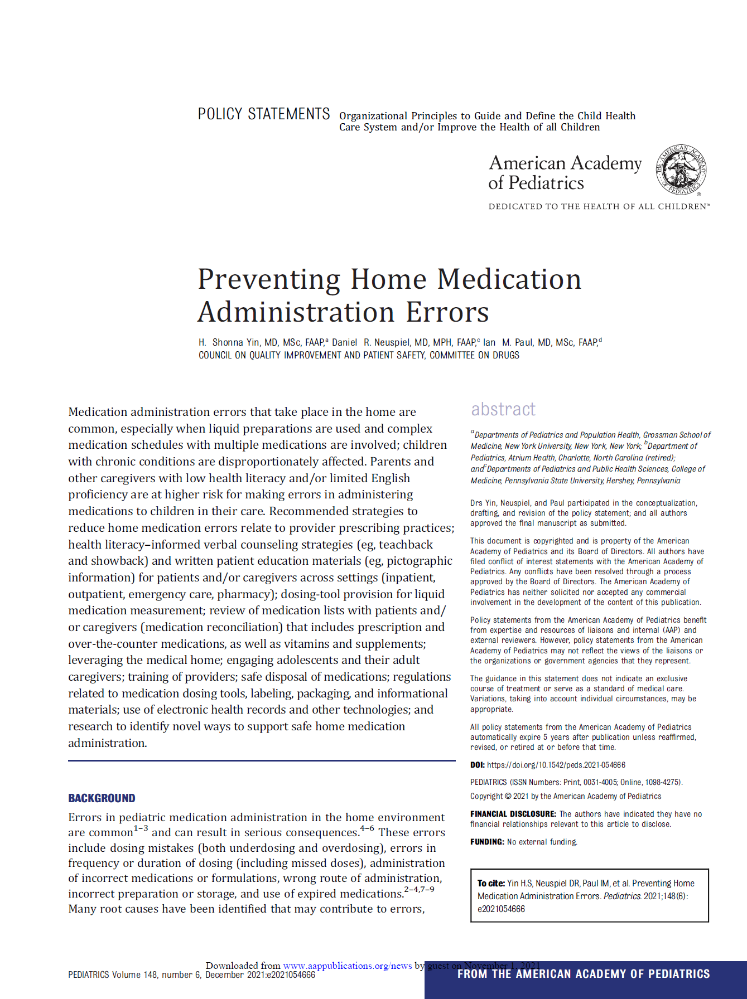 POLICY STATEMENTS Organizational Principles to Guide and Define the Child Health
Care System and/or Improve the Health of all Children
American Academy
of Pediatrics
DEDICATED TO THE HEALTH OF ALL CHILDREN™
Preventing Home Medication
Administration Errors
H. Shonna Yin, MD, MSc, FAAP,a Daniel R. Neuspiel, MD, MPH, FAAP,c Ian M. Paul, MD, MSc, FAAP,d
COUNCIL ON QUALITY IMPROVEMENT AND PATIENT SAFETY, COMMITTEE ON DRUGS
Medication administration errors that take place in the home are
common, especially when liquid preparations are used and complex
medication schedules with multiple medications are involved; children
with chronic conditions are disproportionately affected. Parents and
other caregivers with low health literacy and/or limited English
proficiency are at higher risk for making errors in administering
medications to children in their care. Recommended strategies to
reduce home medication errors relate to provider prescribing practices;
health literacy–informed verbal counseling strategies (eg, teachback
and showback) and written patient education materials (eg, pictographic
information) for patients and/or caregivers across settings (inpatient,
outpatient, emergency care, pharmacy); dosing-tool provision for liquid
medication measurement; review of medication lists with patients and/
or caregivers (medication reconciliation) that includes prescription and
over-the-counter medications, as well as vitamins and supplements;
leveraging the medical home; engaging adolescents and their adult
caregivers; training of providers; safe disposal of medications; regulations
related to medication dosing tools, labeling, packaging, and informational
materials; use of electronic health records and other technologies; and
research to identify novel ways to support safe home medication
administration.
BACKGROUND
Errors in pediatric medication administration in the home environment
are common1–3 and can result in serious consequences.4–6 These errors
include dosing mistakes (both underdosing and overdosing), errors in
frequency or duration of dosing (including missed doses), administration
of incorrect medications or formulations, wrong route of administration,
incorrect preparation or storage, and use of expired medications.2–4,7–9
Many root causes have been identified that may contribute to errors,
abstract
aDepartments of Pediatrics and Population Health, Grossman School of
Medicine, New York University, New York, New York; bDepartment of
Pediatrics, Atrium Health, Charlotte, North Carolina (retired);
andcDepartments of Pediatrics and Public Health Sciences, College of
Medicine, Pennsylvania State University, Hershey, Pennsylvania
Drs Yin, Neuspiel, and Paul participated in the conceptualization,
drafting, and revision of the policy statement; and all authors
approved the final manuscript as submitted.
This document is copyrighted and is property of the American
Academy of Pediatrics and its Board of Directors. All authors have
filed conflict of interest statements with the American Academy of
Pediatrics. Any conflicts have been resolved through a process
approved by the Board of Directors. The American Academy of
Pediatrics has neither solicited nor accepted any commercial
involvement in the development of the content of this publication.
Policy statements from the American Academy of Pediatrics benefit
from expertise and resources of liaisons and internal (AAP) and
external reviewers. However, policy statements from the American
Academy of Pediatrics may not reflect the views of the liaisons or
the organizations or government agencies that they represent.
The guidance in this statement does not indicate an exclusive
course of treatment or serve as a standard of medical care.
Variations, taking into account individual circumstances, may be
appropriate.
All policy statements from the American Academy of Pediatrics
automatically expire 5 years after publication unless reaffirmed,
revised, or retired at or before that time.
DOI: https://doi.org/10.1542/peds.2021-054666
PEDIATRICS (ISSN Numbers: Print, 0031-4005; Online, 1098-4275).
Copyright © 2021 by the American Academy of Pediatrics
FINANCIAL DISCLOSURE: The authors have indicated they have no
financial relationships relevant to this article to disclose.
FUNDING: No external funding.
To cite: Yin H.S, Neuspiel DR, Paul IM, et al. Preventing Home
Medication Administration Errors. Pediatrics. 2021;148(6):
e2021054666
Downloaded from www.aappublications.org/news by guest on November 1, 2021
PEDIATRICS Volume 148, number 6, December 2021:e2021054666
FROM THE AMERICAN ACADEMY OF PEDIATRICS